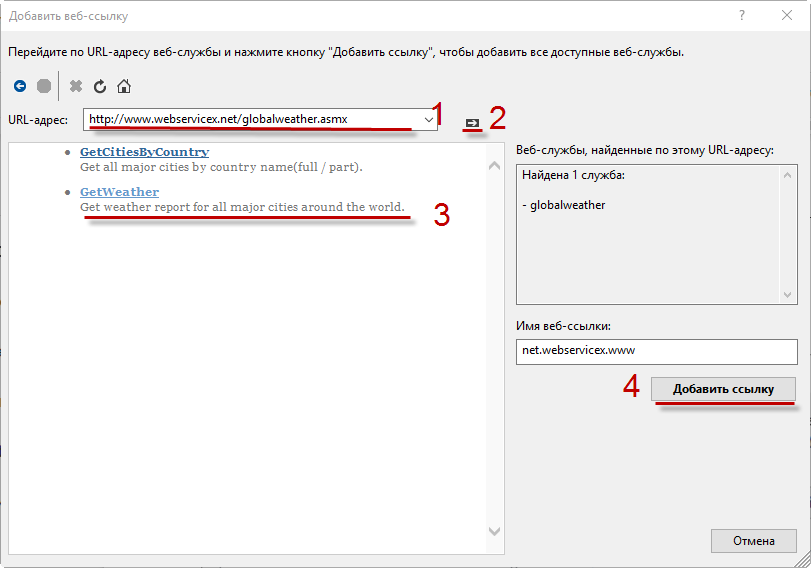 Добавить веб-ссылку
?
Перейдите по URL-адресу веб-службы и нажмите кнопку "Добавить ссылку", чтобы добавить все доступные веб-службы.
URL-адрес: http://www.webservicex.net/globalweather.asmx 1 2
Веб-службы, найденные по этому URL-адресу:
GetCitiesByCountry
Get all major cities by country name(full / part).
Найдена 1 служба:
GetWeather
Get weather report for all major cities around the world. 3
- globalweather
Имя веб-ссылки:
net.webservicex.www
4 Добавить ссылку
Отмена